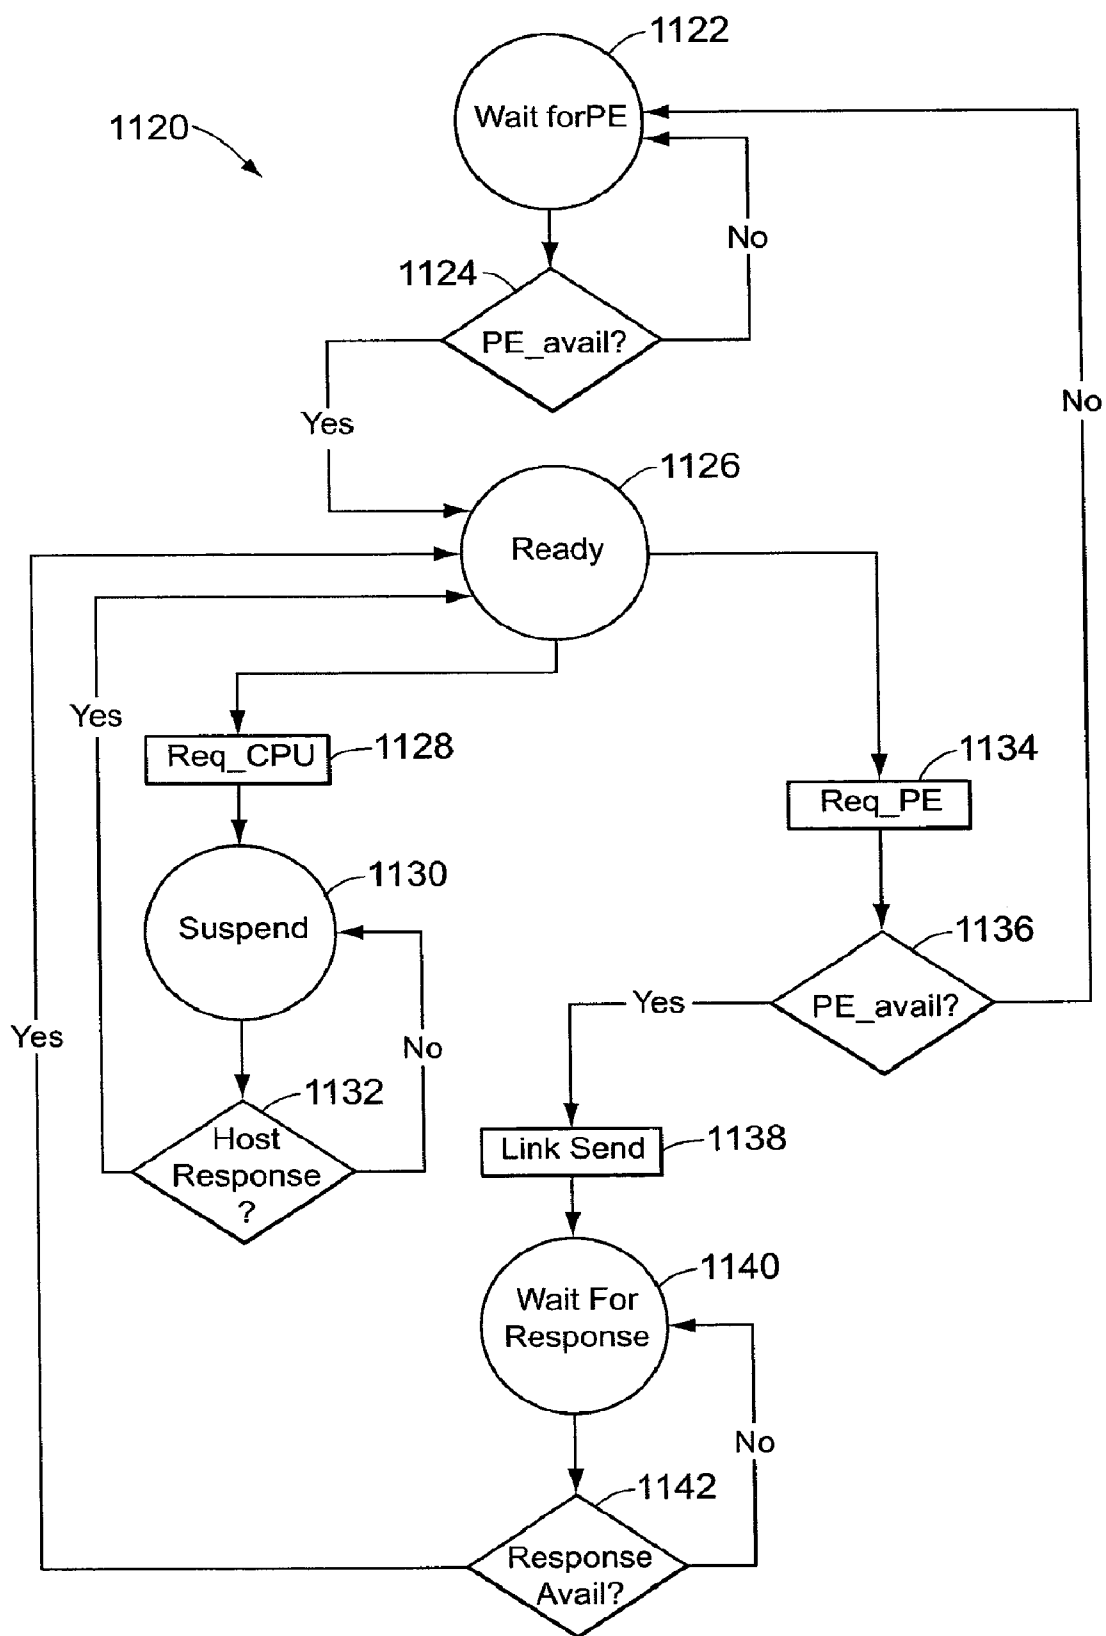 1122
Wait forPE
1120
No
1124
PE_avail?
No
Yes
1126
Ready
Yes
Req_CPU
1128
1134
Req_PE
1130
Suspend
1136
Yes
PE_avail?
Yes
No
1132
Host
Response
?
Link Send
1138
1140
Wait For
Response
No
1142
Response
Avail?